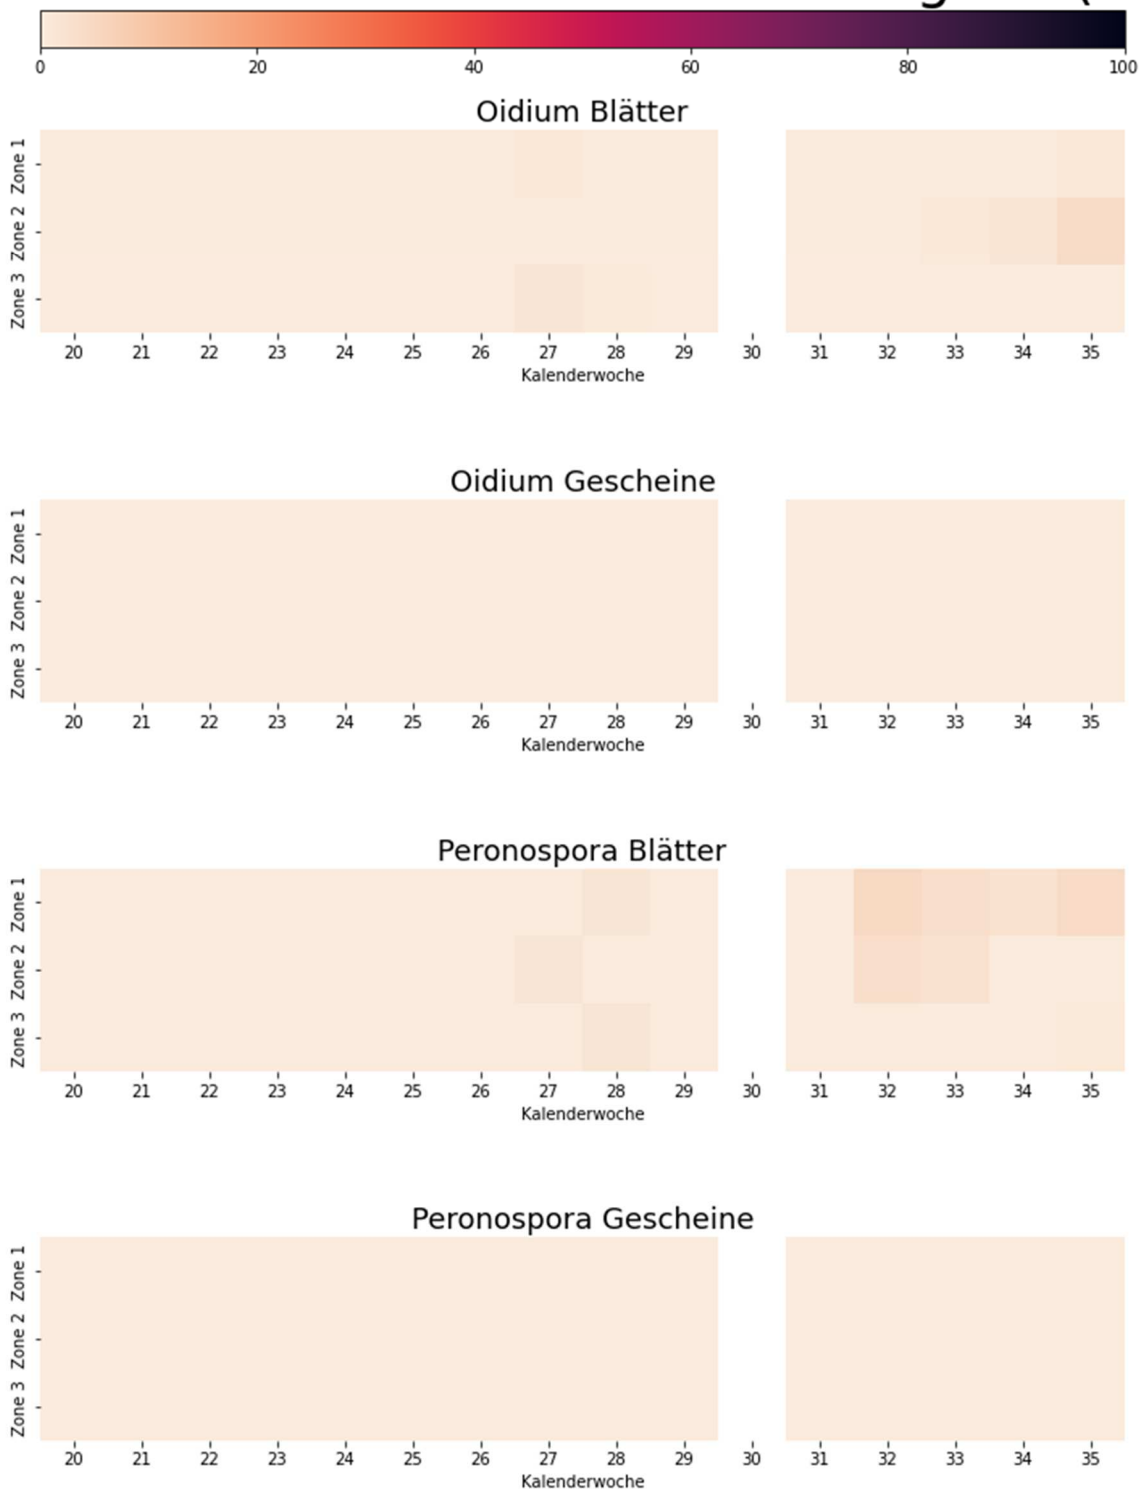 0 20 40 60 80 100
Oidium Blätter
Zone 1
Zone 2
Zone 3
20 21 22 23 24 25 26 27 28 29 30 31 32 33 34 35
Kalenderwoche
Oidium Gescheine
Zone 1
Zone 2
Zone 3
20 21 22 23 24 25 26 27 28 29 30 31 32 33 34 35
Kalenderwoche
Peronospora Blätter
Zone 1
Zone 2
Zone 3
20 21 22 23 24 25 26 27 28 29 30 31 32 33 34 35
Kalenderwoche
Peronospora Gescheine
Zone 1
Zone 2
Zone 3
20 21 22 23 24 25 26 27 28 29 30 31 32 33 34 35
Kalenderwoche